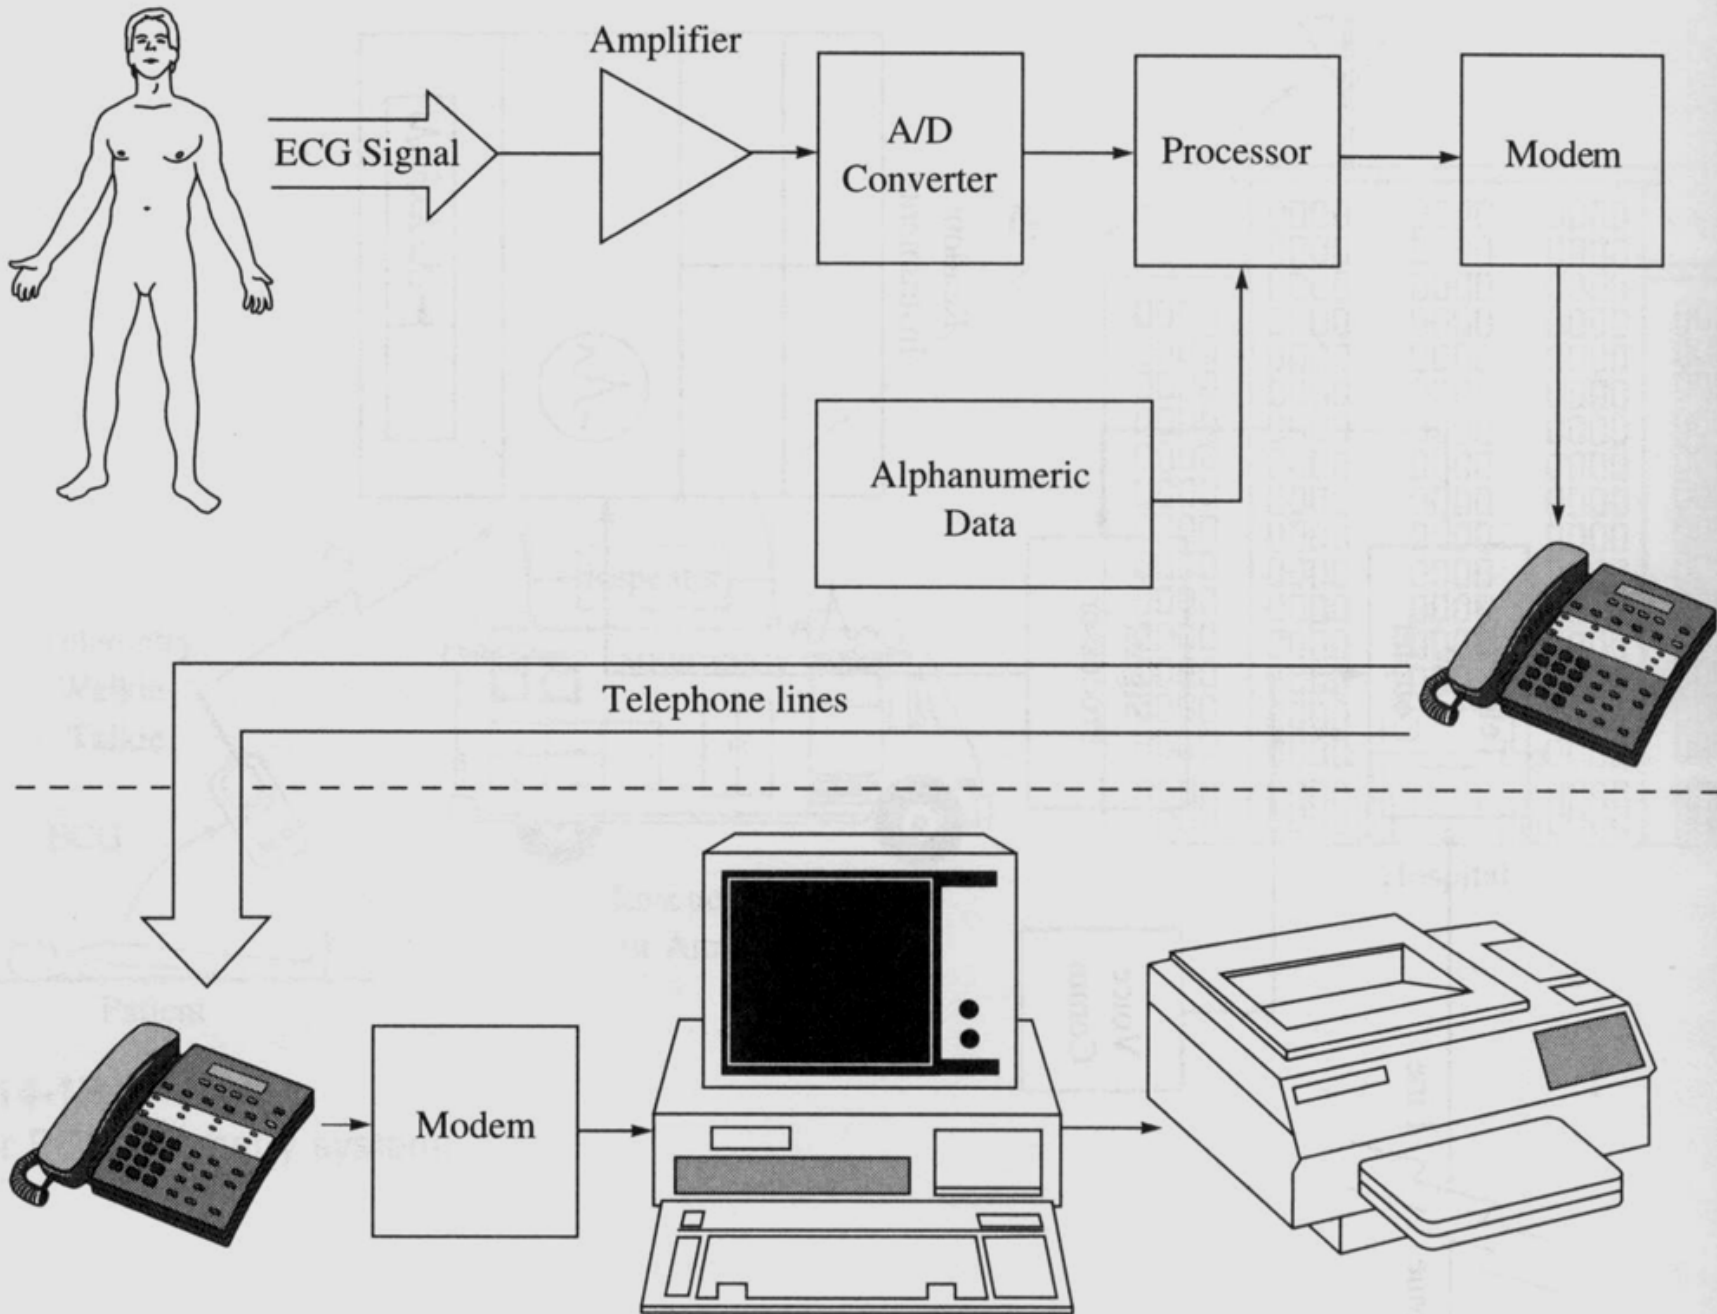 Amplifier
ECG Signal
A/D
Converter
Processor
Modem
Alphanumeric
Data
Telephone lines
Modem